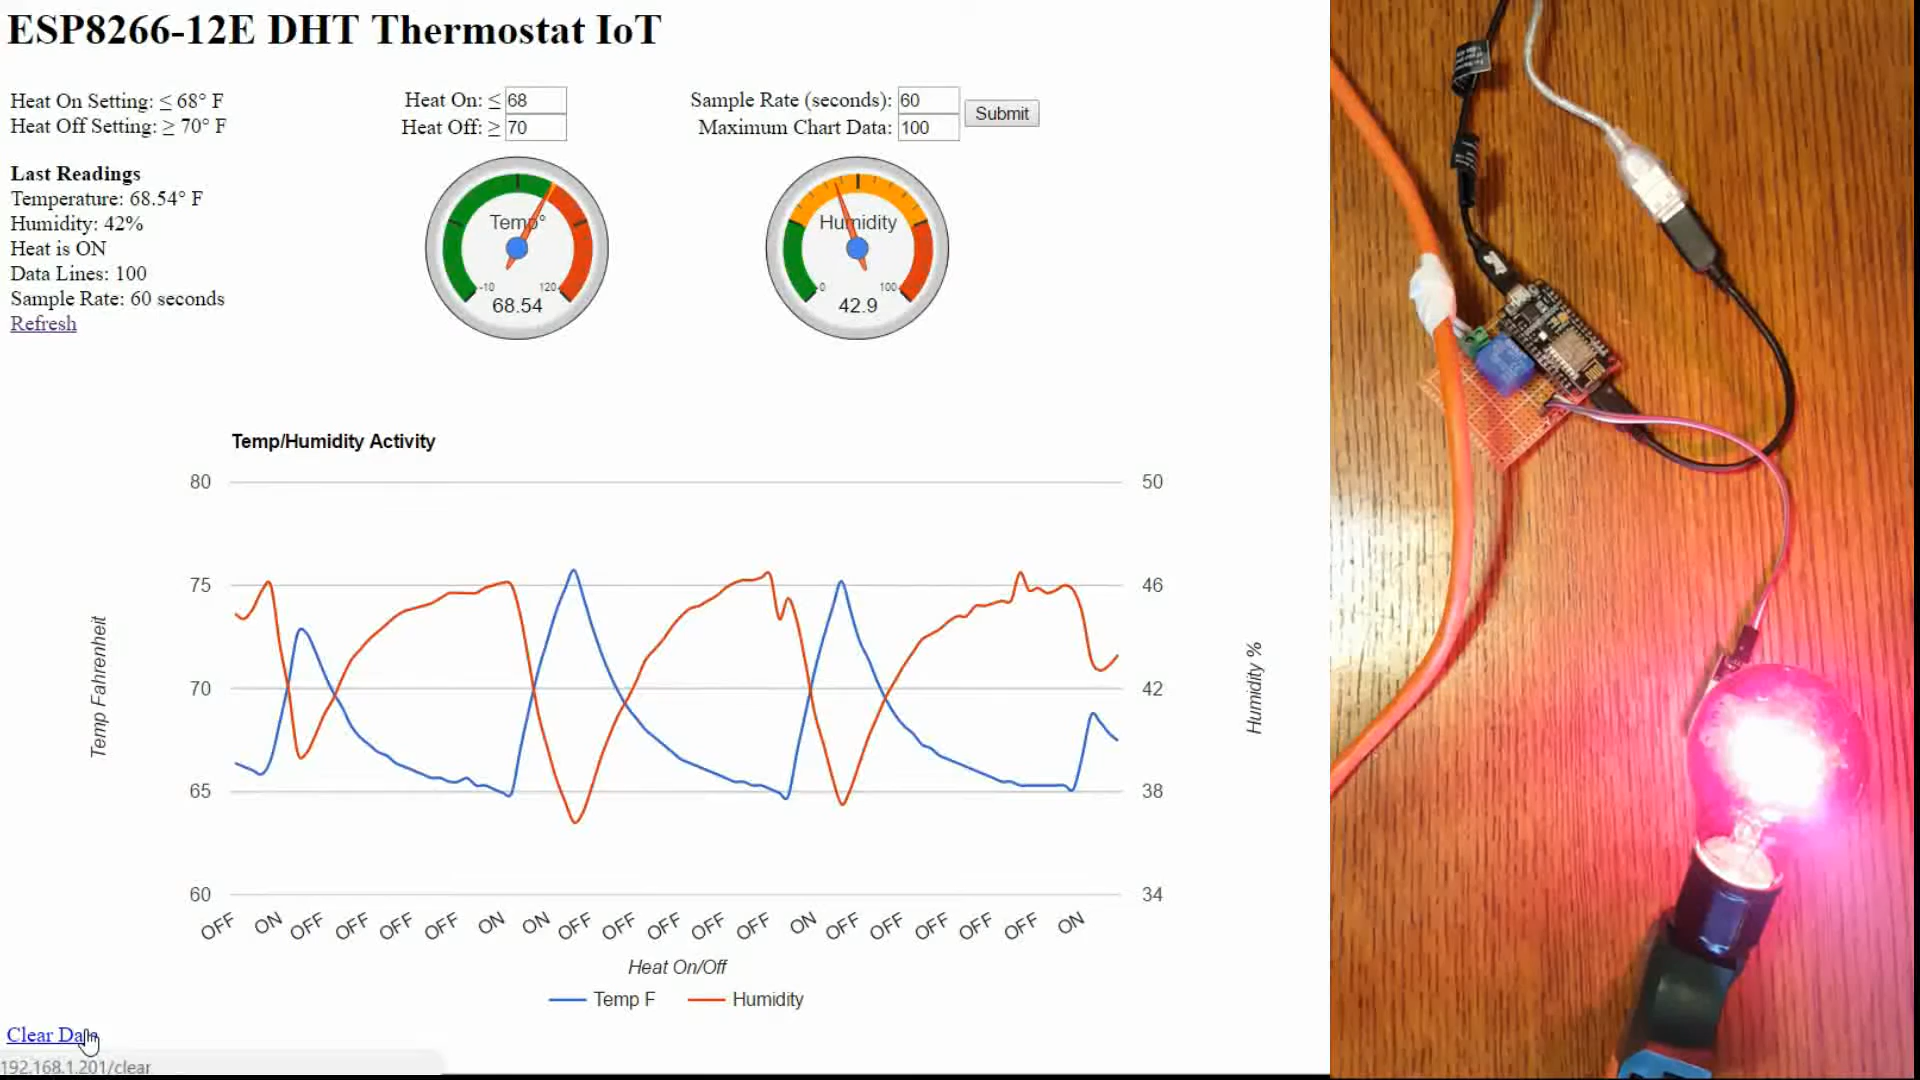 ESP8266-12E DHT Thermostat IoT
Heat On Setting: ≤ 68° F
Heat Off Setting: ≥ 70° F
Heat On: ≤ 68
Heat Off: ≥ 70
Sample Rate (seconds): 60
Maximum Chart Data: 100
Submit
Last Readings
Temperature: 68.54° F
Humidity: 42%
Heat is ON
Data Lines: 100
Sample Rate: 60 seconds
Refresh
Temp°
-10 120
68.54
Humidity
0 100
42.9
Temp/Humidity Activity
80 50
75 46
70 42
65 38
60 34
Temp Fahrenheit
Humidity %
OFF ON OFF OFF OFF OFF ON ON OFF OFF OFF OFF OFF ON OFF OFF OFF OFF OFF ON
Heat On/Off
Temp F Humidity
Clear Data
192.168.1.201/clear